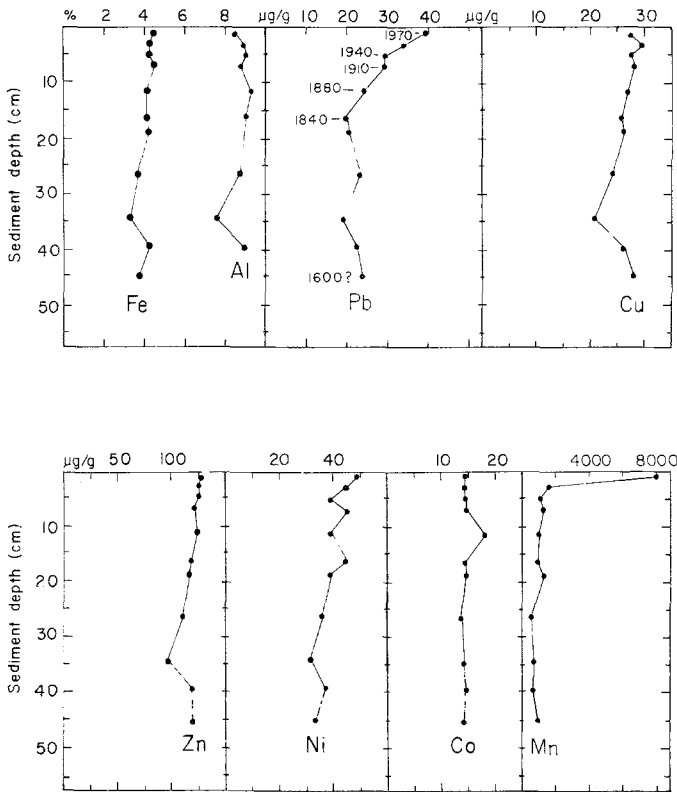 % 2 4 6 8 µg/g 10 20 30 40 µg/g 10 20 30
1970
1940
1910
10
1880
1840
20
30
40
1600?
50
Fe Al Pb Cu
Sediment depth (cm)
µg/g 50 100 20 40 10 20 4000 8000
10
20
30
40
50
Zn Ni Co Mn
Sediment depth (cm)